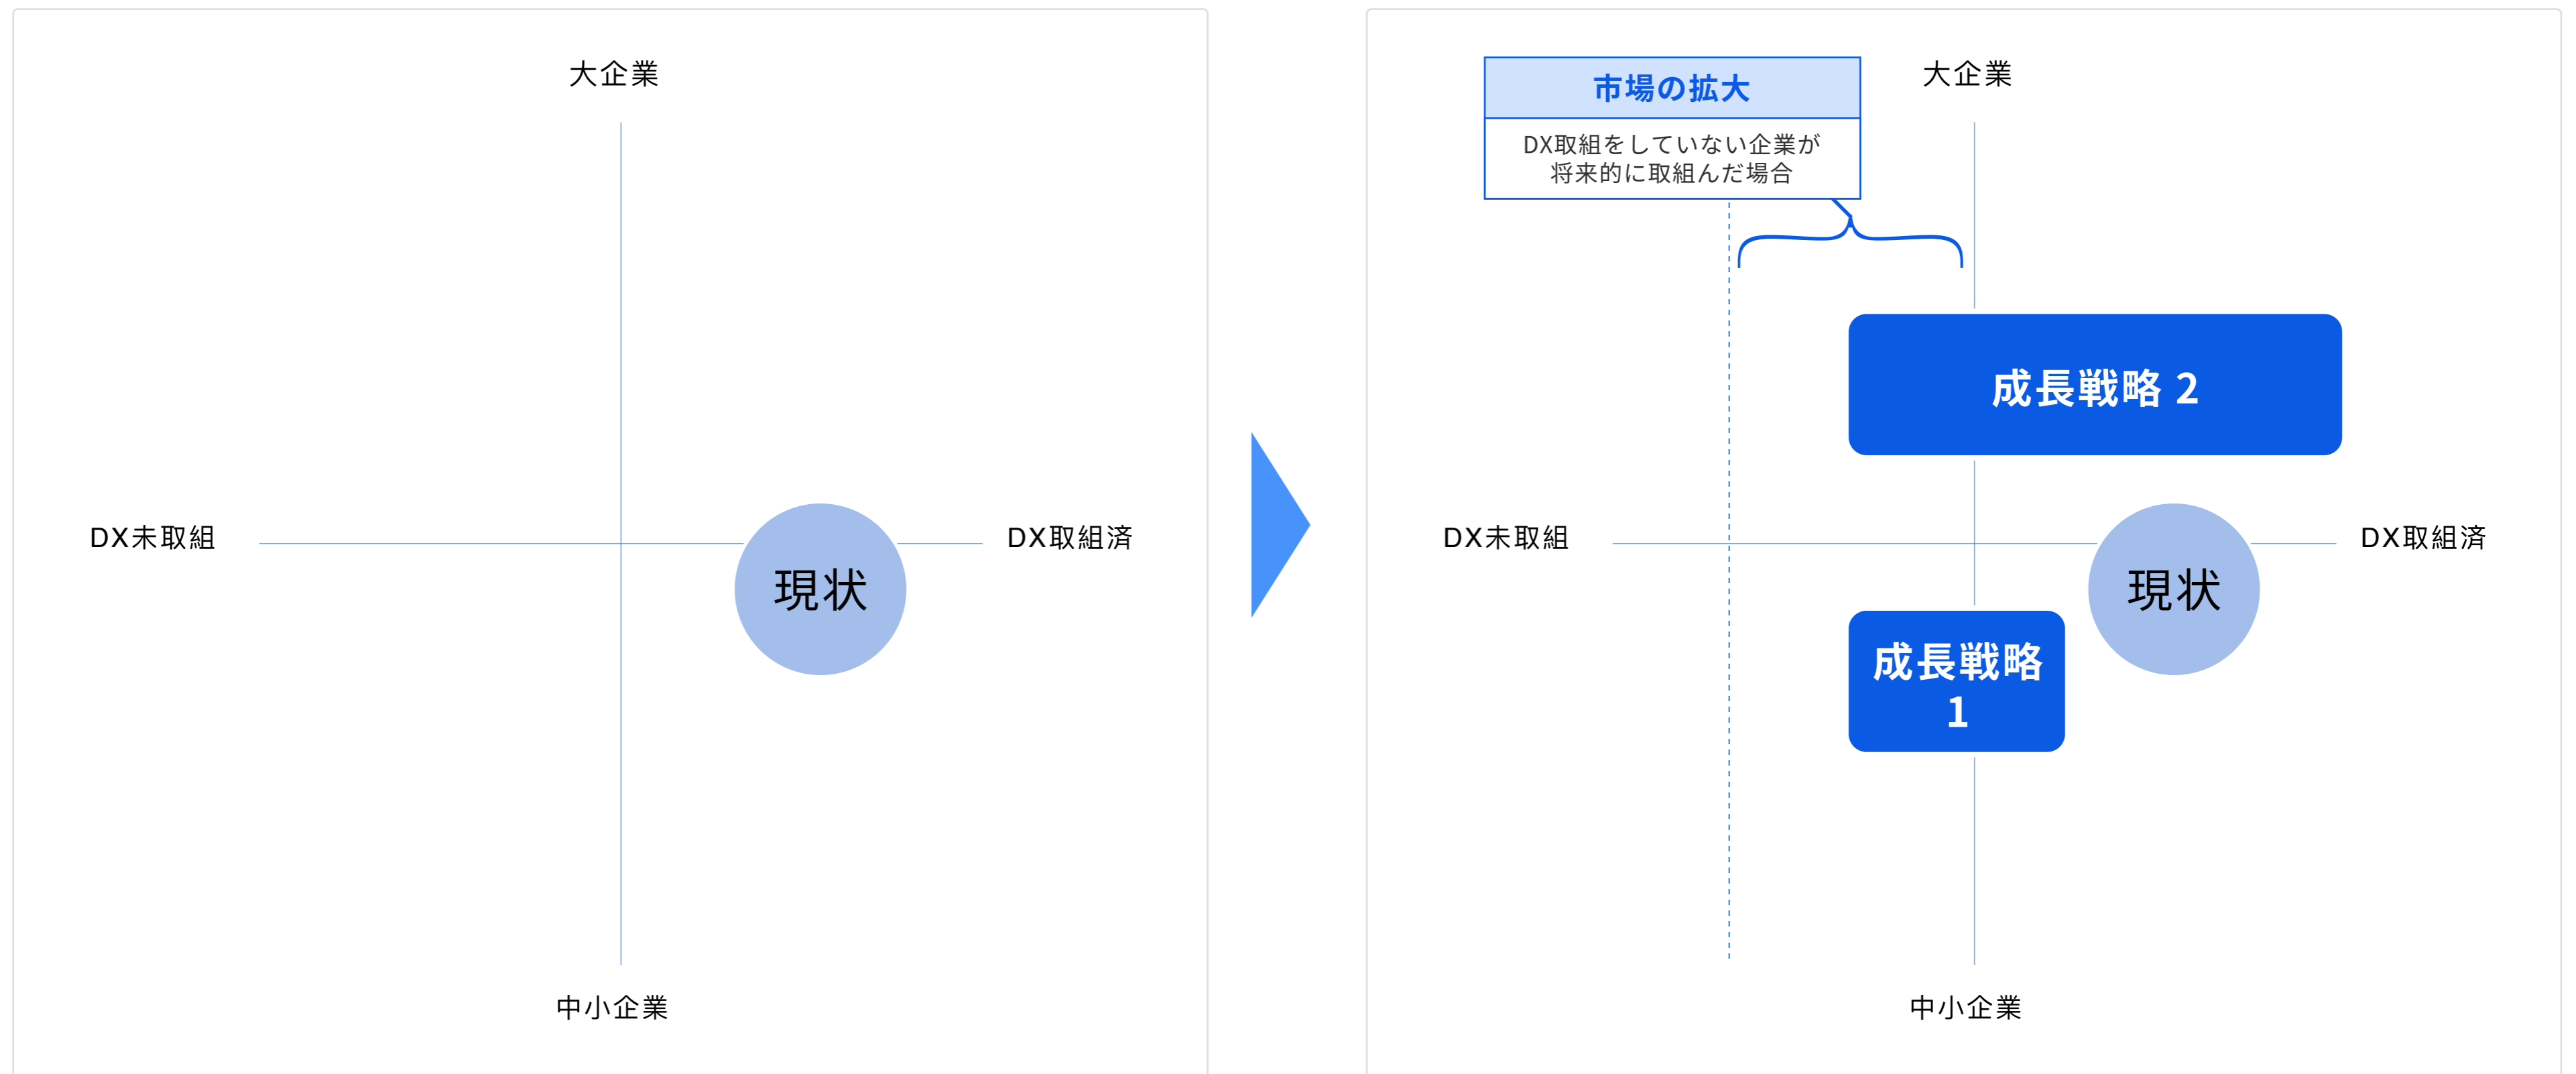 大企業
DX未取組
DX取組済
現状
中小企業
市場の拡大
DX取組をしていない企業が
将来的に取組んだ場合
大企業
成長戦略 2
DX未取組
DX取組済
現状
成長戦略
1
中小企業